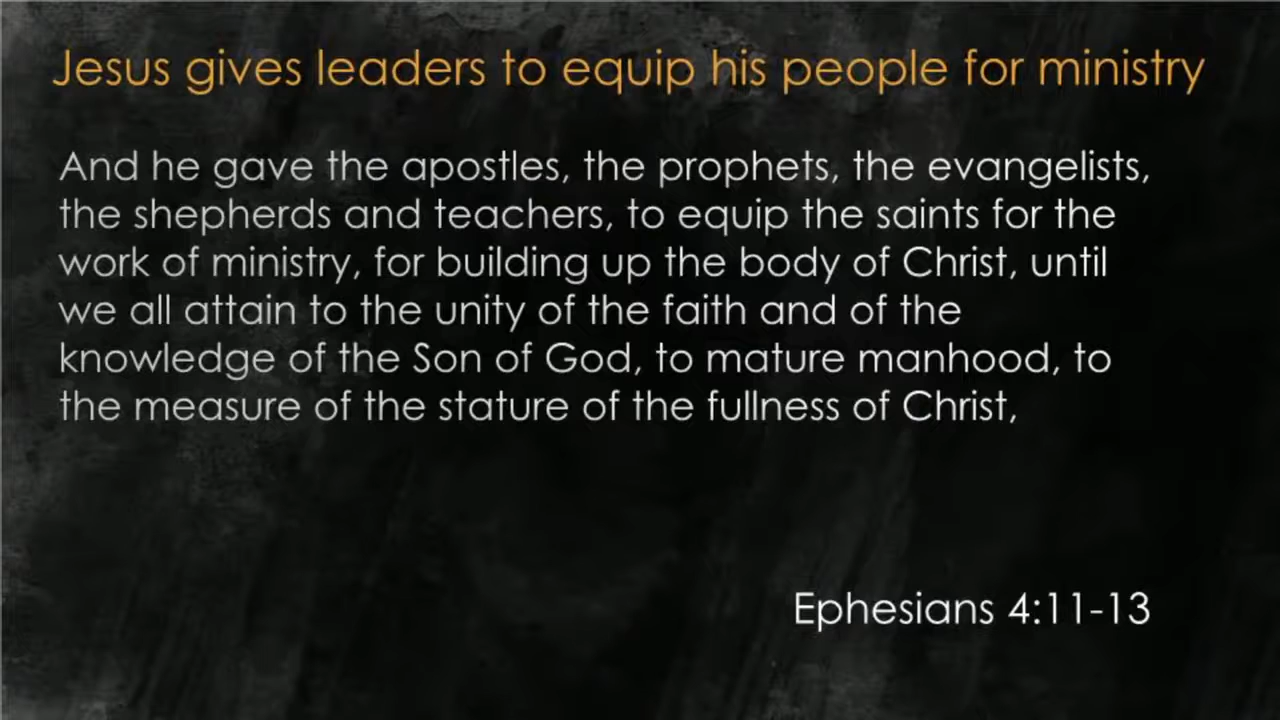 Jesus gives leaders to equip his people for ministry
And he gave the apostles, the prophets, the evangelists,
the shepherds and teachers, to equip the saints for the
work of ministry, for building up the body of Christ, until
we all attain to the unity of the faith and of the
knowledge of the Son of God, to mature manhood, to
the measure of the stature of the fullness of Christ,
Ephesians 4:11-13